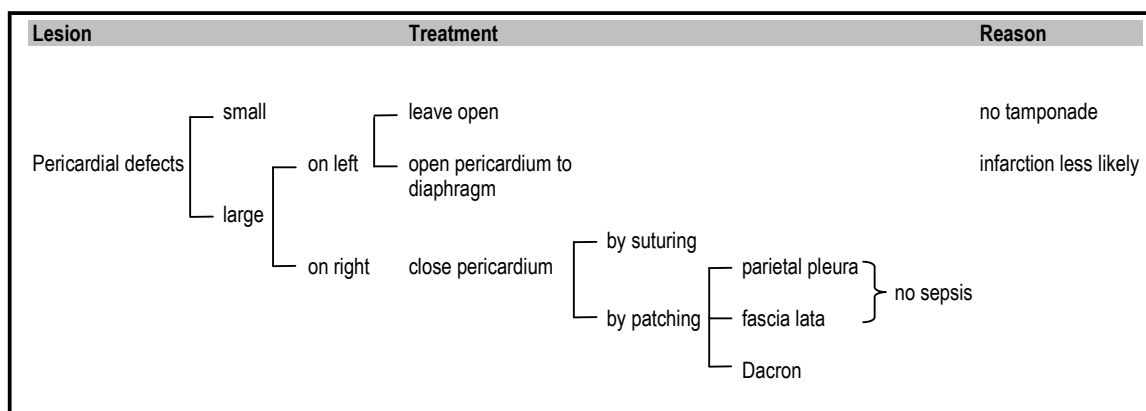 Lesion Treatment Reason
small leave open no tamponade
Pericardial defects on left open pericardium to infarction less likely
diaphragm
large
by suturing
on right close pericardium parietal pleura
no sepsis
by patching fascia lata
Dacron